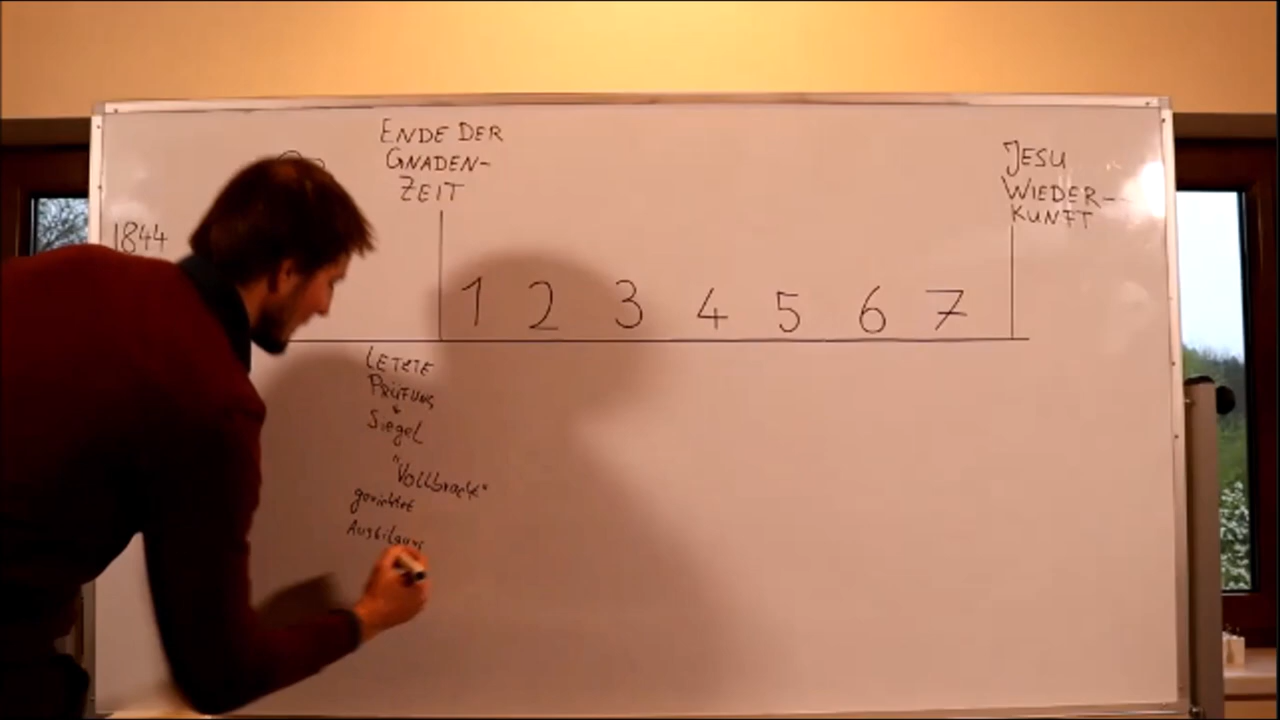 ENDE DER
GNADEN-
ZEIT
JESU
WIEDER-
KUNFT
1844
1 2 3 4 5 6 7
LETZTE
PRÜFUNG
+
Siegel
"Vollbracht"
gerichtet